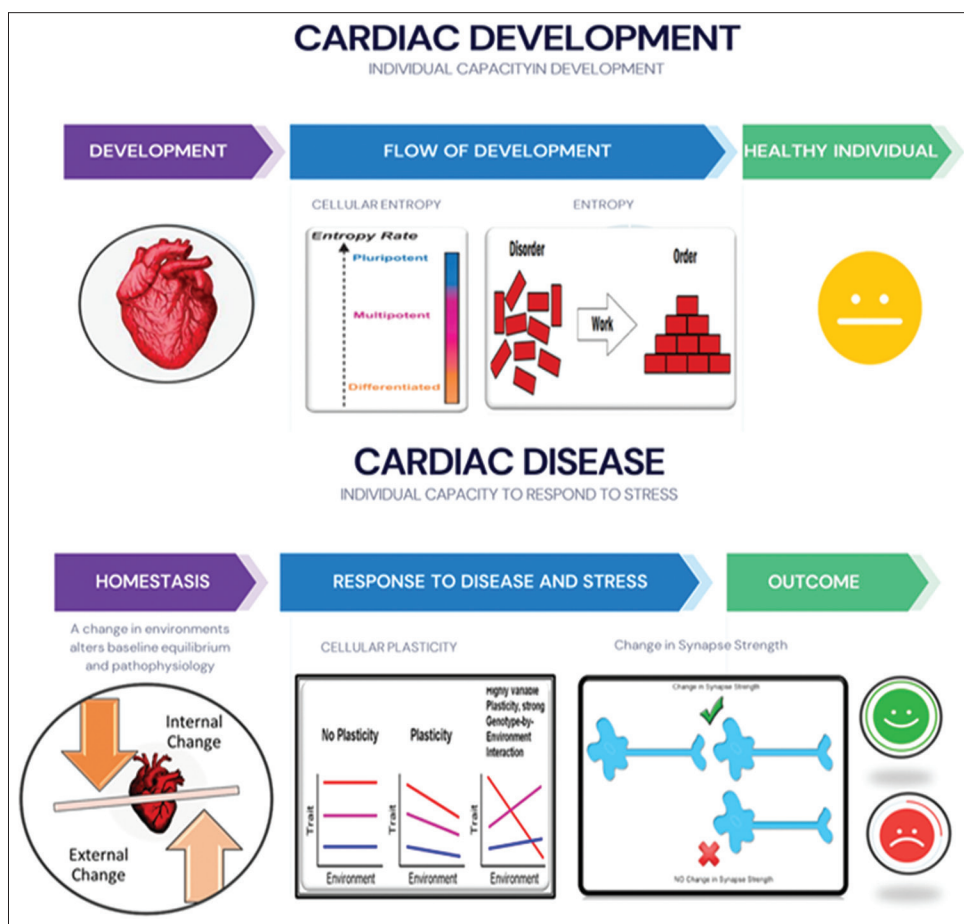 CARDIAC DEVELOPMENT
INDIVIDUAL CAPACITYIN DEVELOPMENT
DEVELOPMENT
FLOW OF DEVELOPMENT
HEALTHY INDIVIDUAL
CELLULAR ENTROPY
ENTROPY
Entropy Rate
Pluripotent
Multipotent
Differentiated
Disorder
Order
Work
CARDIAC DISEASE
INDIVIDUAL CAPACITY TO RESPOND TO STRESS
HOMESTASIS
RESPONSE TO DISEASE AND STRESS
OUTCOME
A change in environments
alters baseline equilibrium
and pathophysiology
CELLULAR PLASTICITY
Change in Synapse Strength
Internal
Change
External
Change
No Plasticity
Plasticity
Highly Variable
Plasticity, strong
Genotype-by-
Environment
Interaction
Trait
Environment
Trait
Environment
Trait
Environment
Change in Synapse Strength
NO Change in Synapse Strength